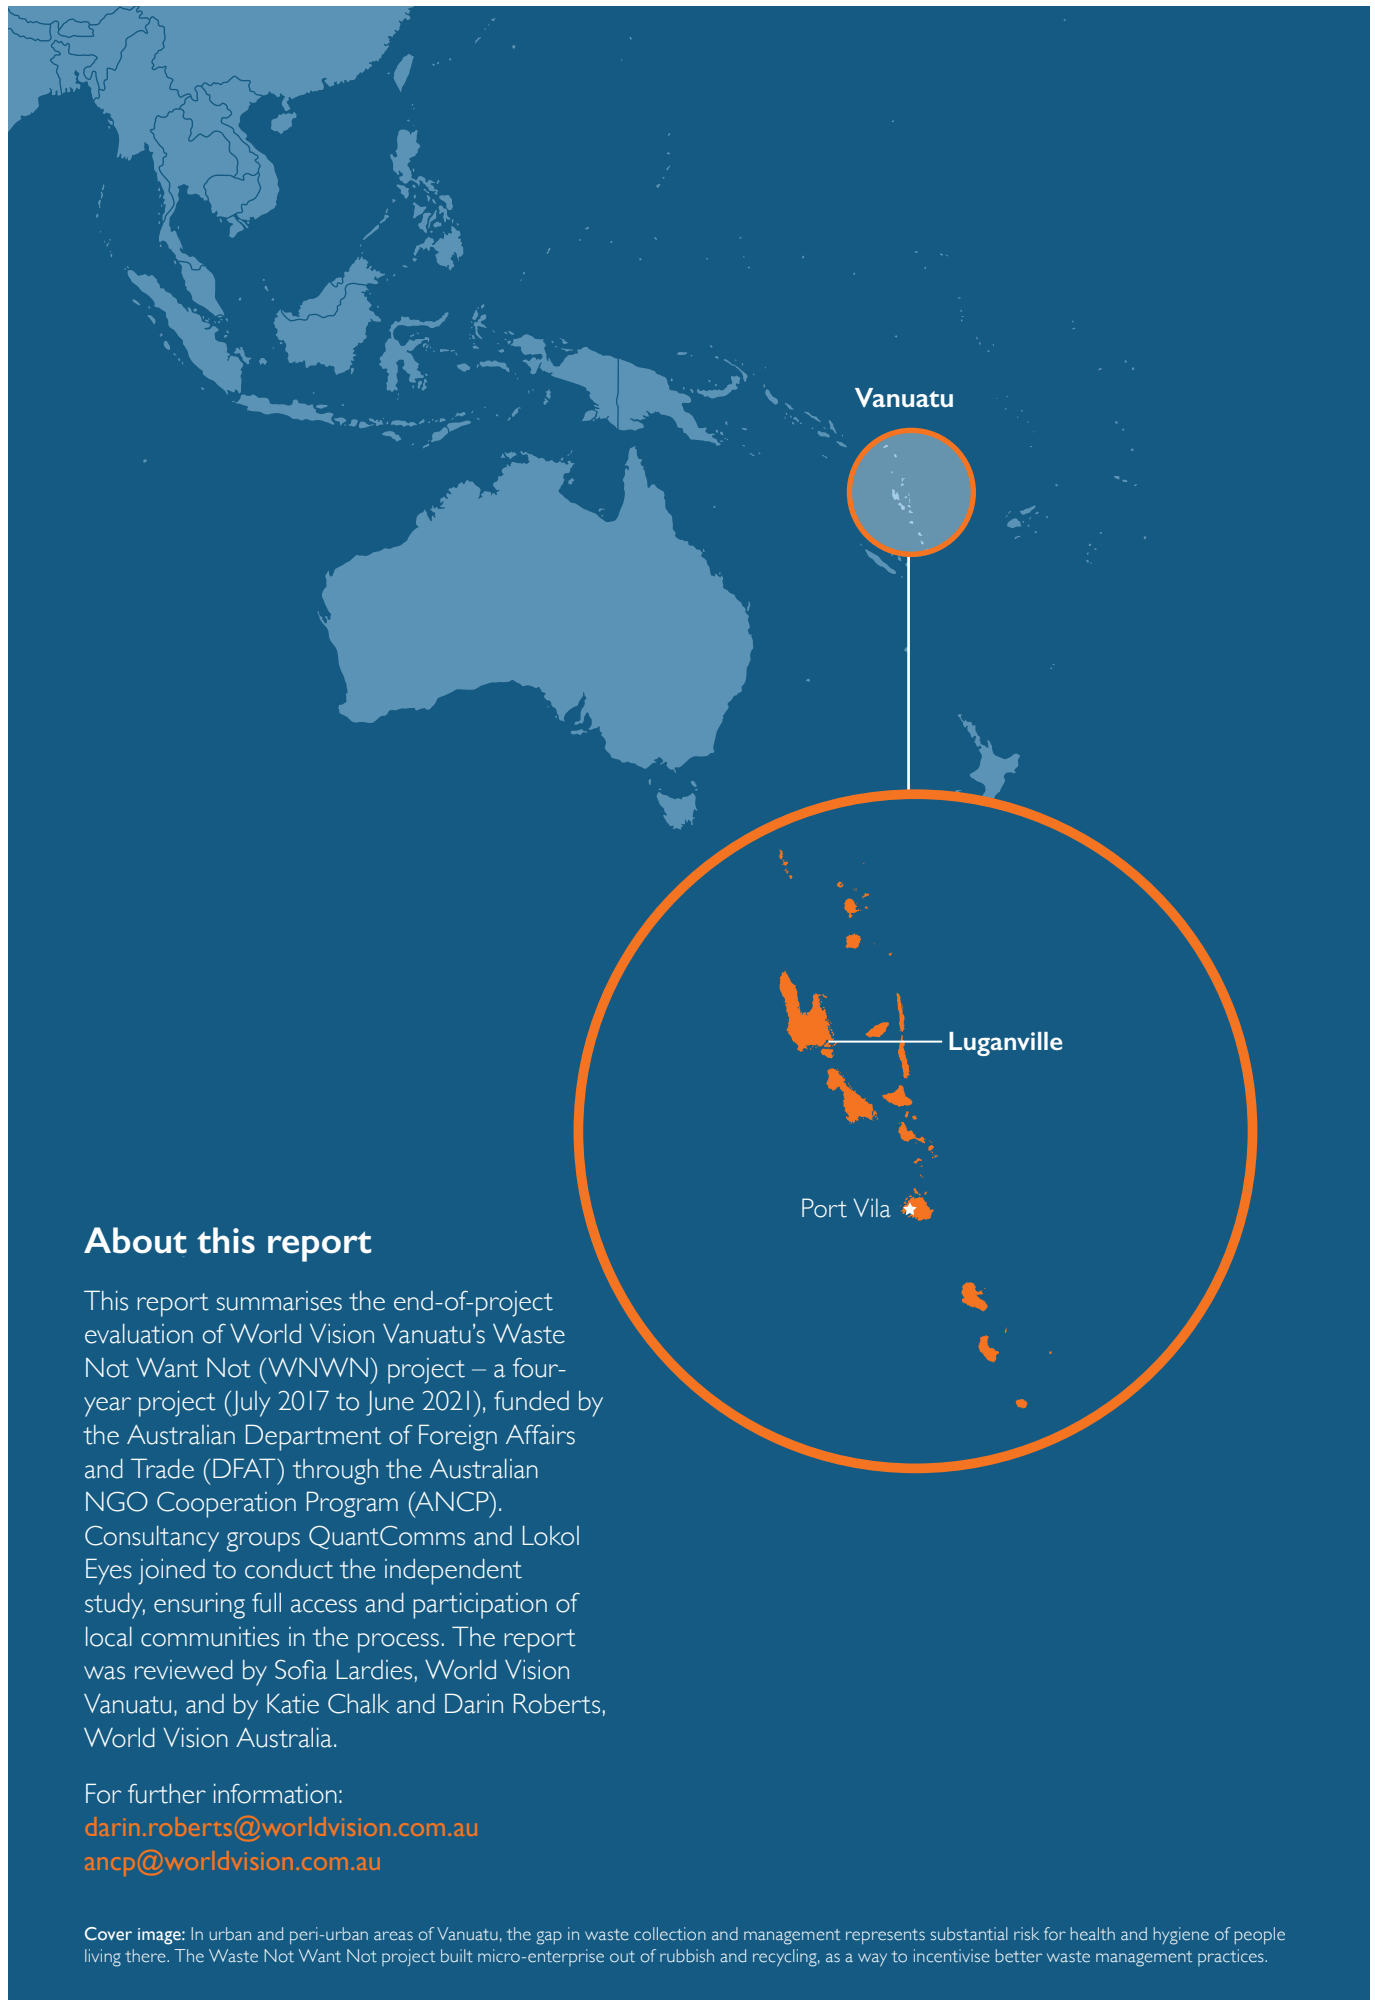 Vanuatu
Luganville
Port Vila
About this report
This report summarises the end-of-project
evaluation of World Vision Vanuatu’s Waste
Not Want Not (WNWN) project – a four-
year project (July 2017 to June 2021), funded by
the Australian Department of Foreign Affairs
and Trade (DFAT) through the Australian
NGO Cooperation Program (ANCP).
Consultancy groups QuantComms and Lokol
Eyes joined to conduct the independent
study, ensuring full access and participation of
local communities in the process. The report
was reviewed by Sofia Lardies, World Vision
Vanuatu, and by Katie Chalk and Darin Roberts,
World Vision Australia.
For further information:
darin.roberts@worldvision.com.au
ancp@worldvision.com.au
Cover image: In urban and peri-urban areas of Vanuatu, the gap in waste collection and management represents substantial risk for health and hygiene of people
living there. The Waste Not Want Not project built micro-enterprise out of rubbish and recycling, as a way to incentivise better waste management practices.